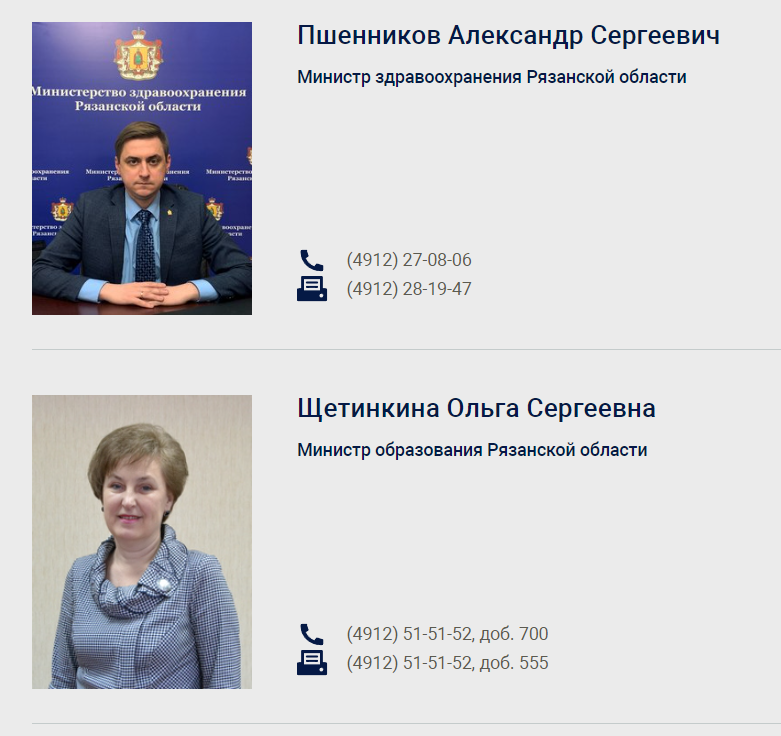 Министерство здравоохранения
Рязанской области
Пшенников Александр Сергеевич
Министр здравоохранения Рязанской области
(4912) 27-08-06
(4912) 28-19-47
Щетинкина Ольга Сергеевна
Министр образования Рязанской области
(4912) 51-51-52, доб. 700
(4912) 51-51-52, доб. 555